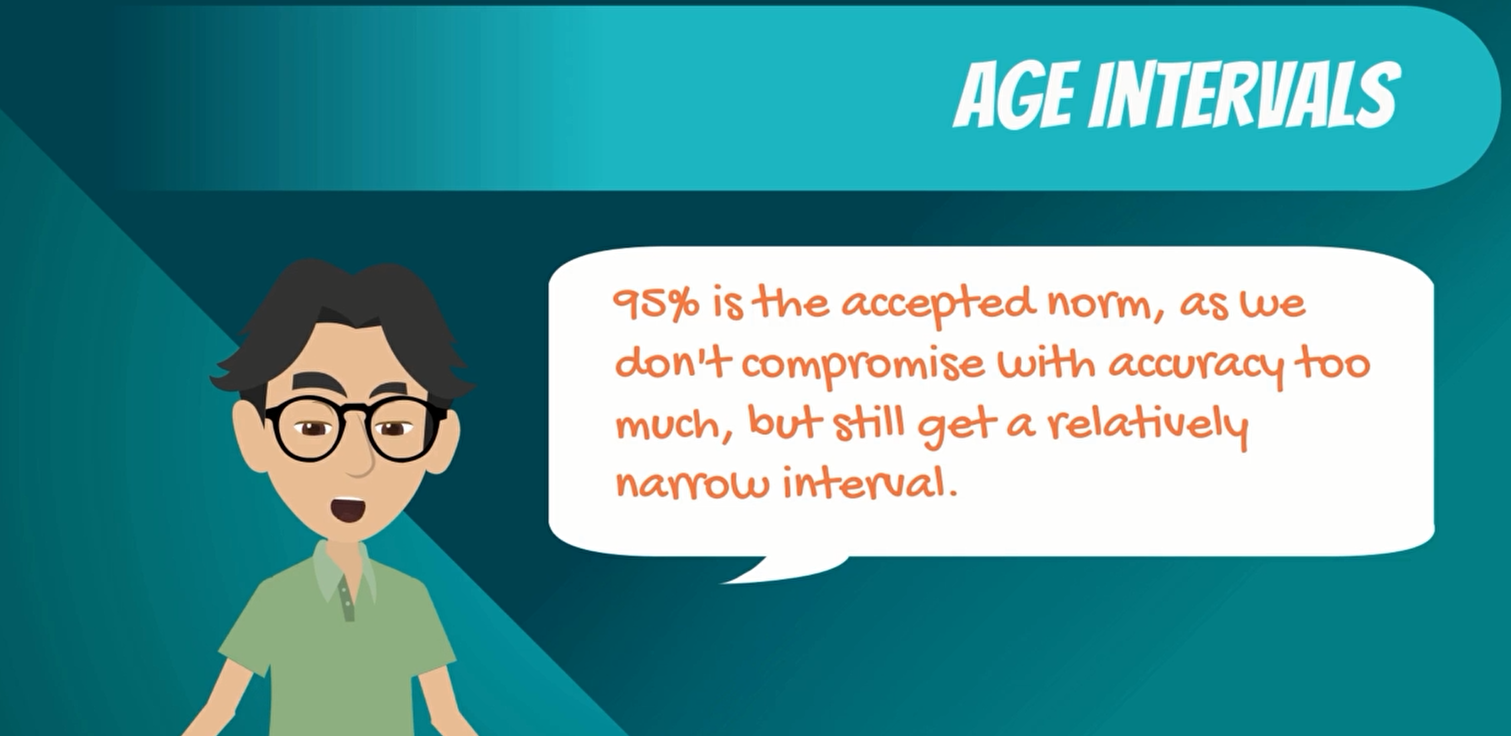 AGE INTERVALS
95% is the accepted norm, as we
don't compromise with accuracy too
much, but still get a relatively
narrow interval.